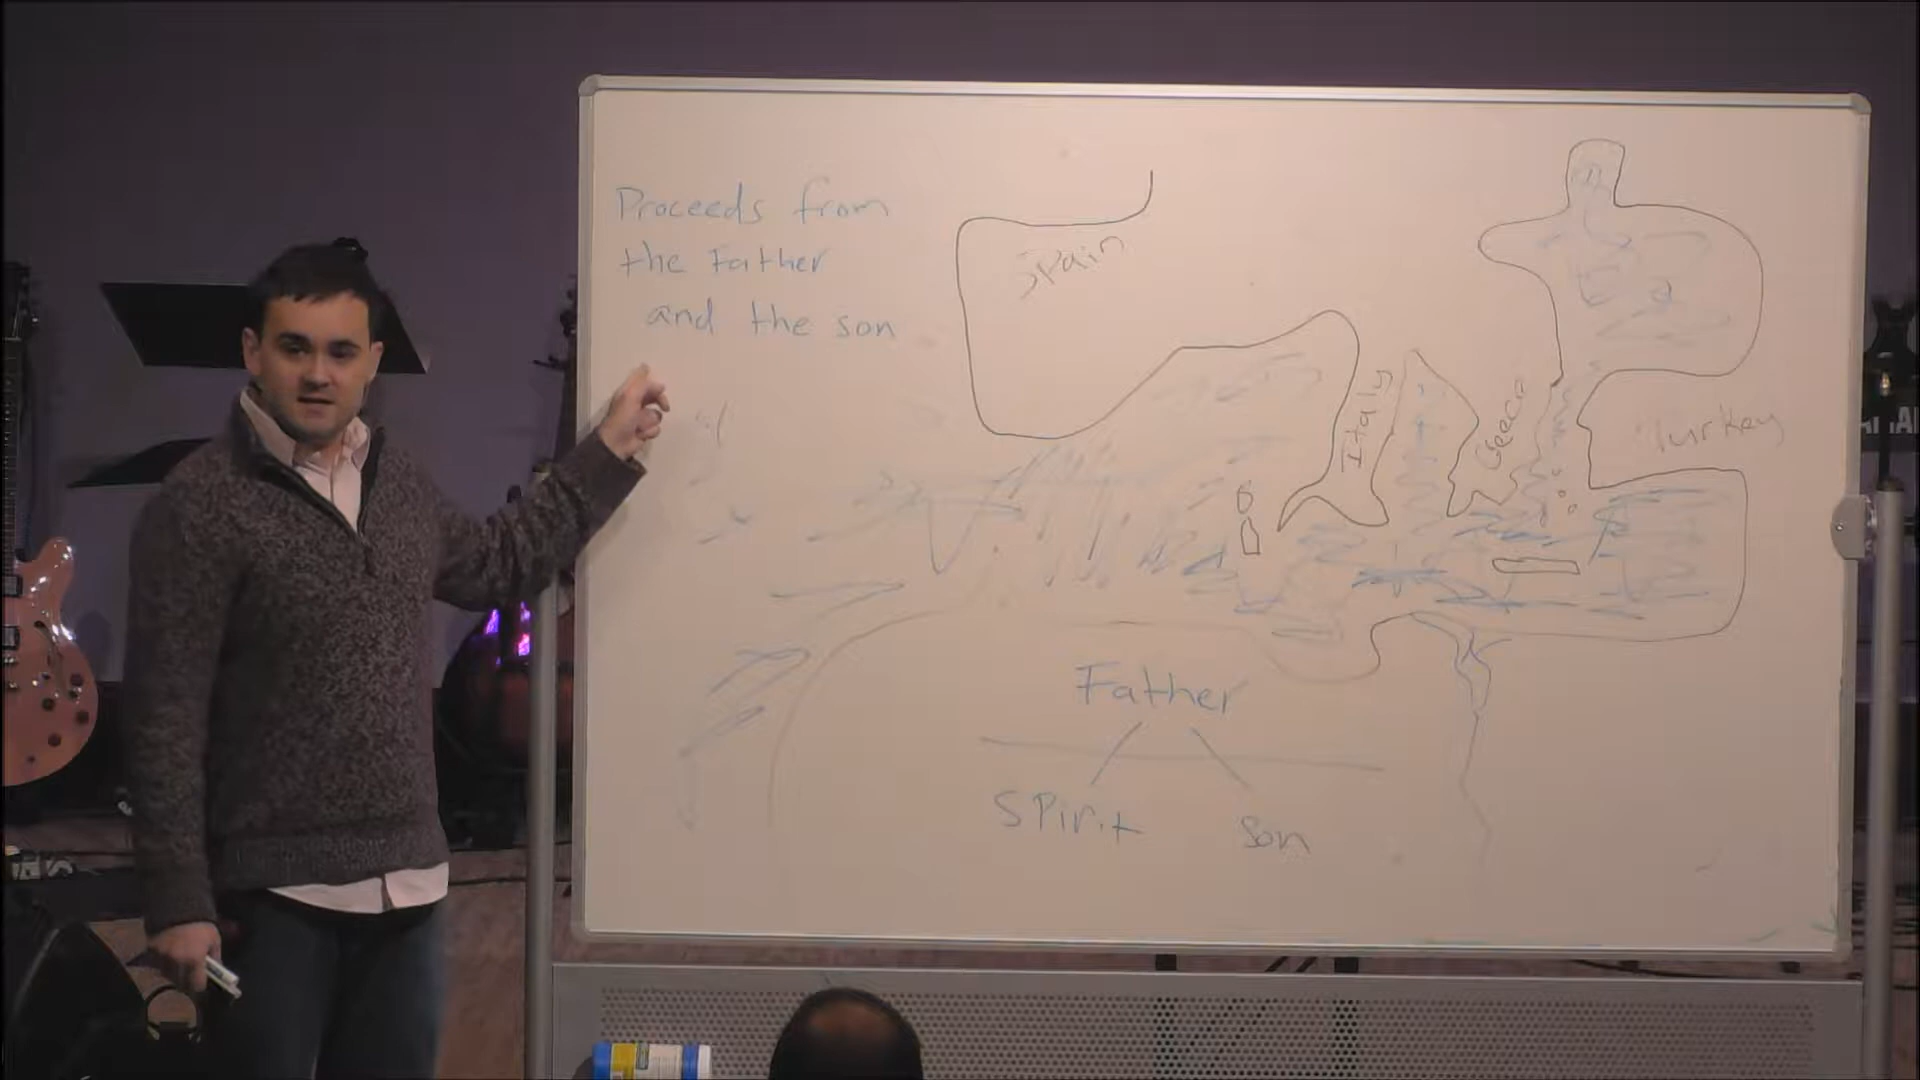 Proceeds from
the Father
and the son
Spain
Italy
Greece
Turkey
Father
Spirit
Son